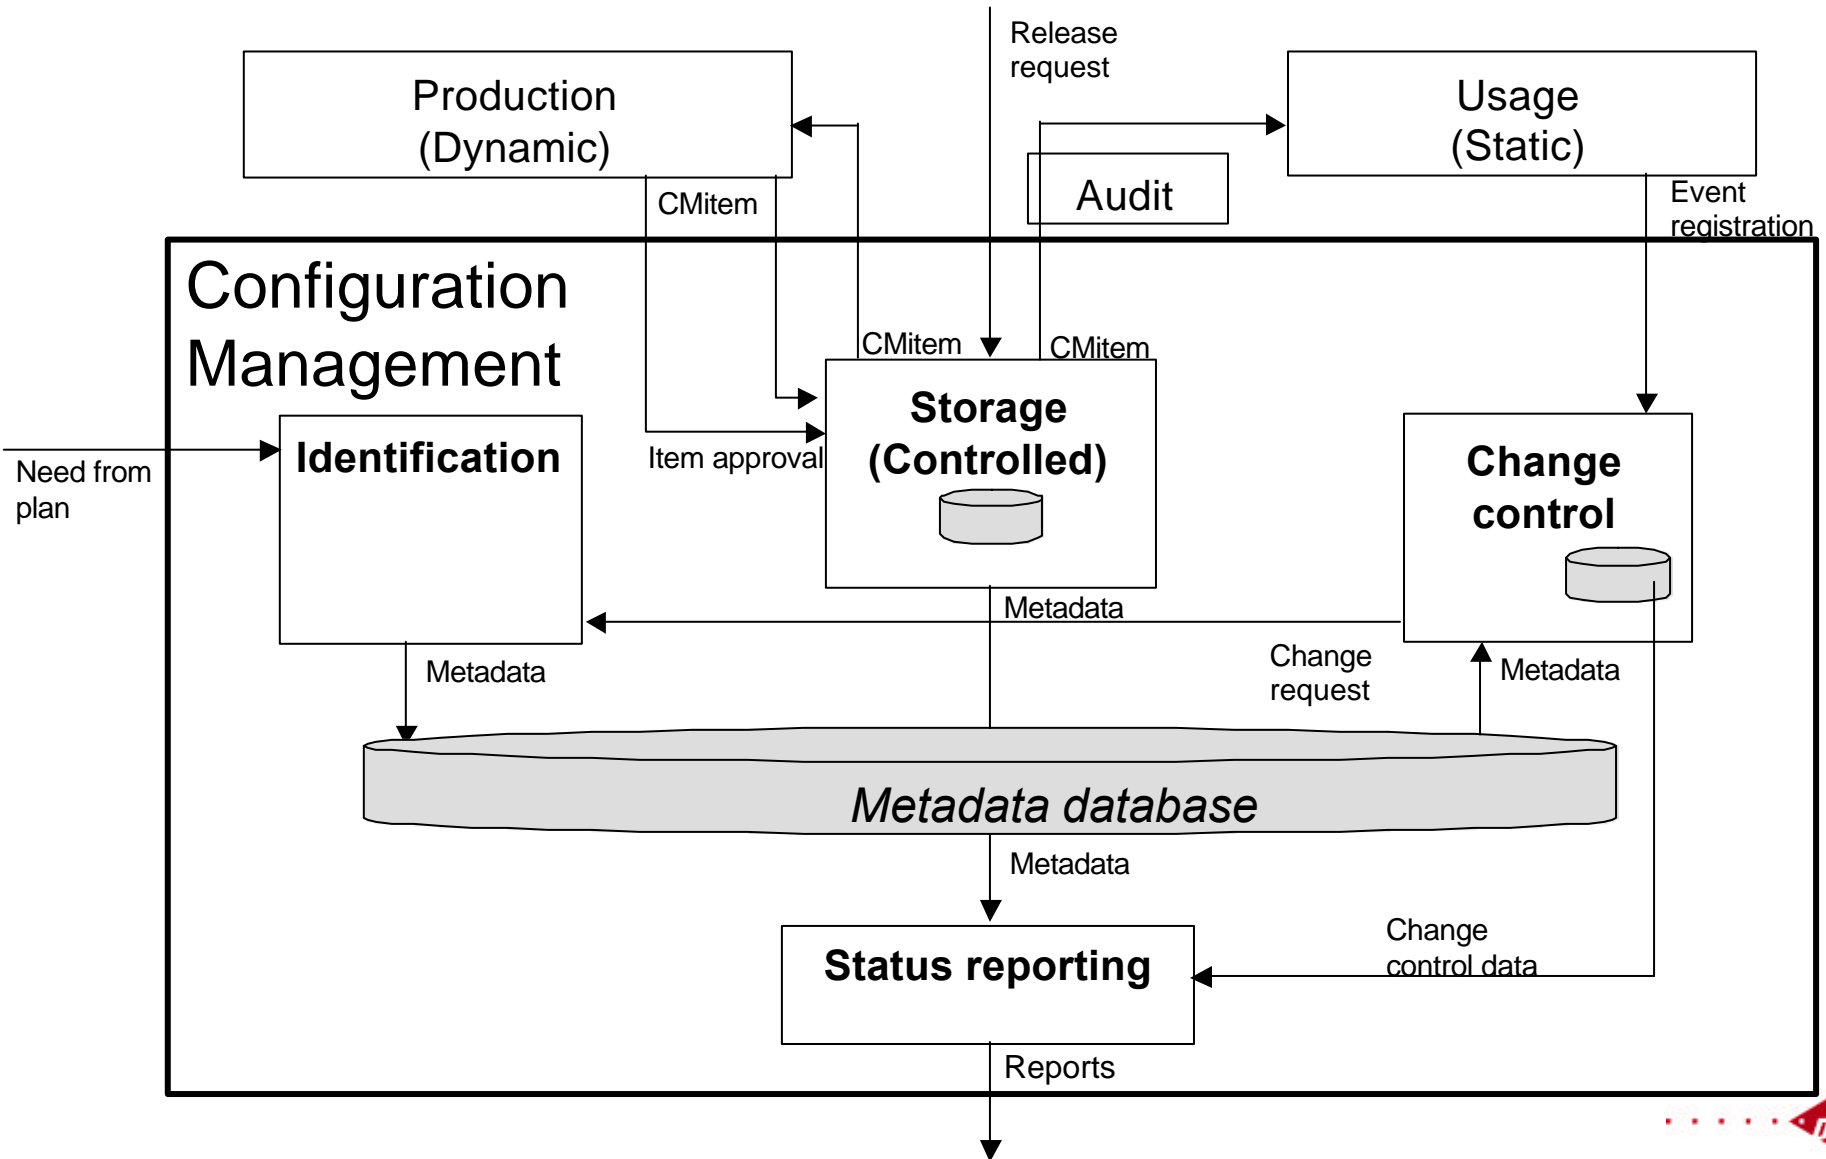 Release
request
Production
(Dynamic)
Usage
(Static)
CMitem
Audit
Event
registration
Configuration
Management
CMitem
CMitem
Storage
(Controlled)
Identification
Item approval
Need from
plan
Change
control
Metadata
Metadata
Change
request
Metadata
Metadata database
Metadata
Status reporting
Change
control data
Reports